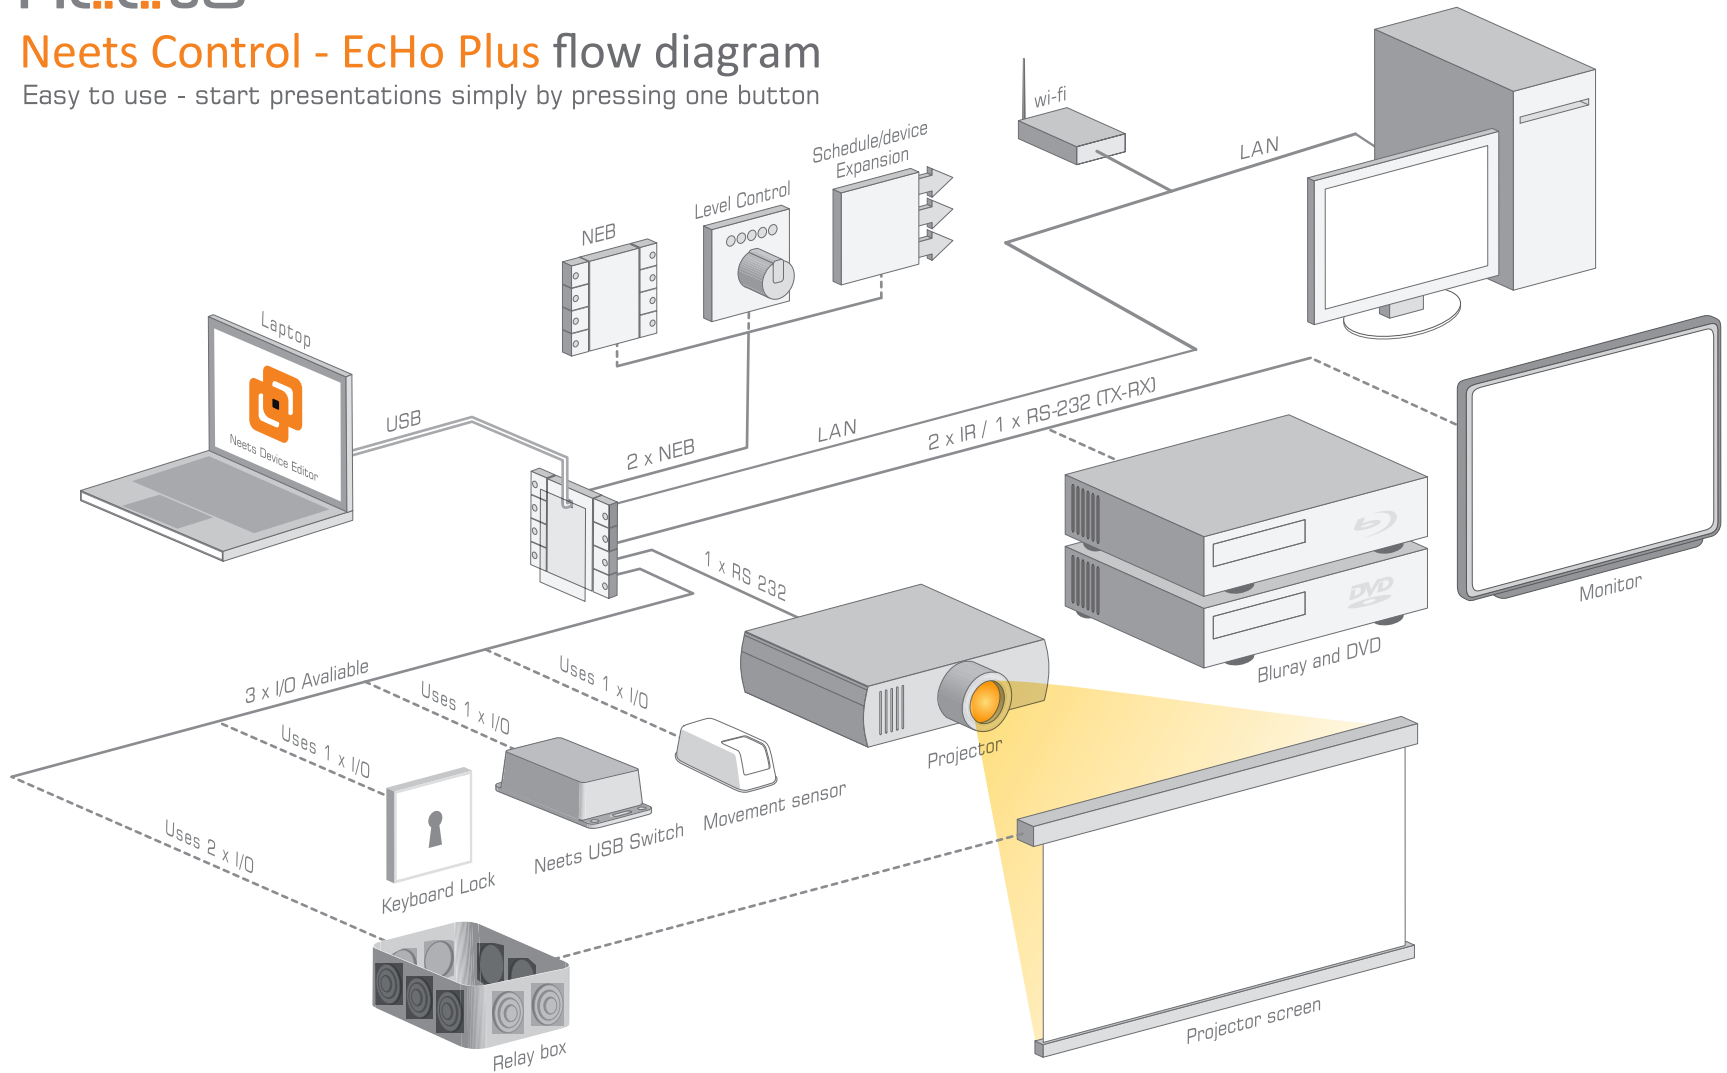 Neets Control - EcHo Plus flow diagram
Easy to use - start presentations simply by pressing one button
wi-fi
LAN
Schedule/device
Expansion
Level Control
NEB
Laptop
Neets Device Editor
USB
2 x NEB
LAN
2 x IR / 1 x RS-232 (TX-RX)
1 x RS 232
Monitor
DVD
Bluray and DVD
3 x I/O Avaliable
Uses 1 x I/O
Uses 1 x I/O
Uses 1 x I/O
Uses 2 x I/O
Projector
Movement sensor
Neets USB Switch
Keyboard Lock
Relay box
Projector screen